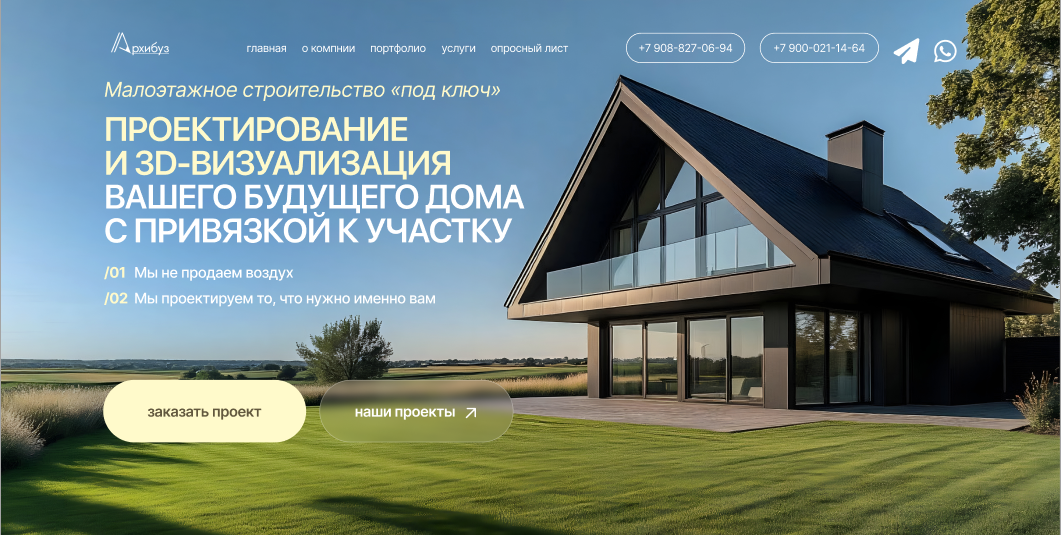 Архибуз
главная о компнии портфолио услуги опросный лист
+7 908-827-06-94 +7 900-021-14-64
Малоэтажное строительство «под ключ»
ПРОЕКТИРОВАНИЕ
И 3D-ВИЗУАЛИЗАЦИЯ
ВАШЕГО БУДУЩЕГО ДОМА
С ПРИВЯЗКОЙ К УЧАСТКУ
/01 Мы не продаем воздух
/02 Мы проектируем то, что нужно именно вам
заказать проект наши проекты